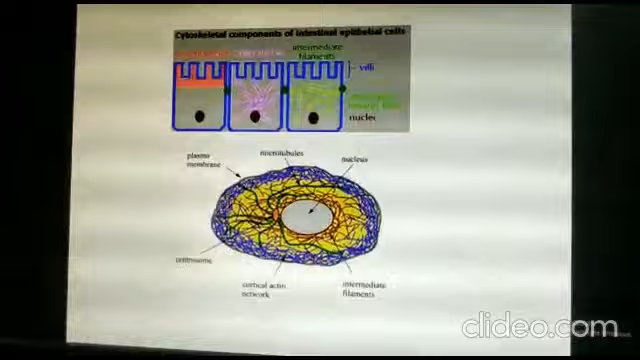 Cytoskeletal components of intestinal epithelial cells
intermediate
filaments
villi
nuclei
plasma
membrane
microtubules
nucleus
centrosome
cortical actin
network
intermediate
filaments
clideo.com